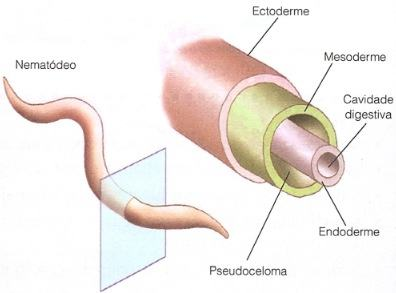 Ectoderme
Mesoderme
Nematódeo
Cavidade
digestiva
Endoderme
Pseudoceloma